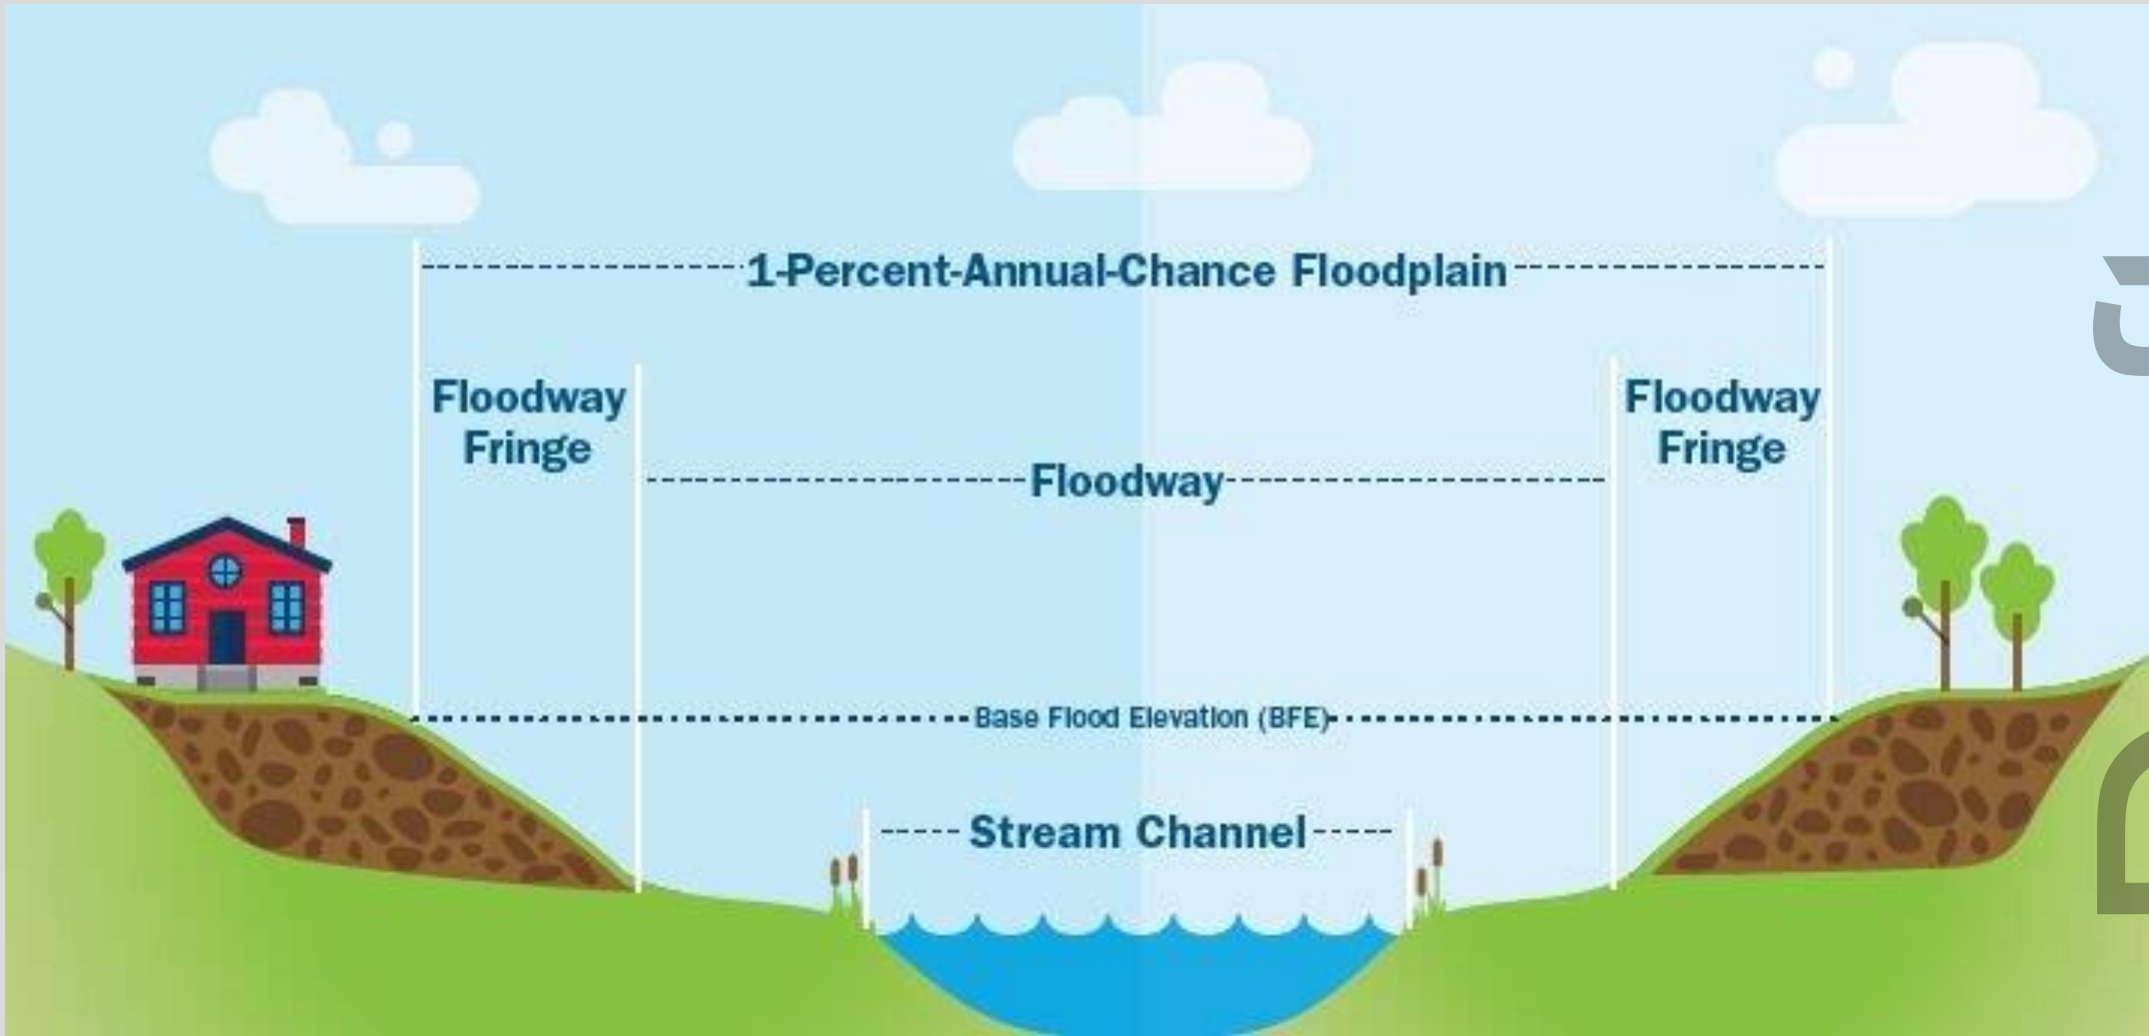 1-Percent-Annual-Chance Floodplain
Floodway
Fringe
Floodway
Fringe
Floodway
Base Flood Elevation (BFE)
Stream Channel